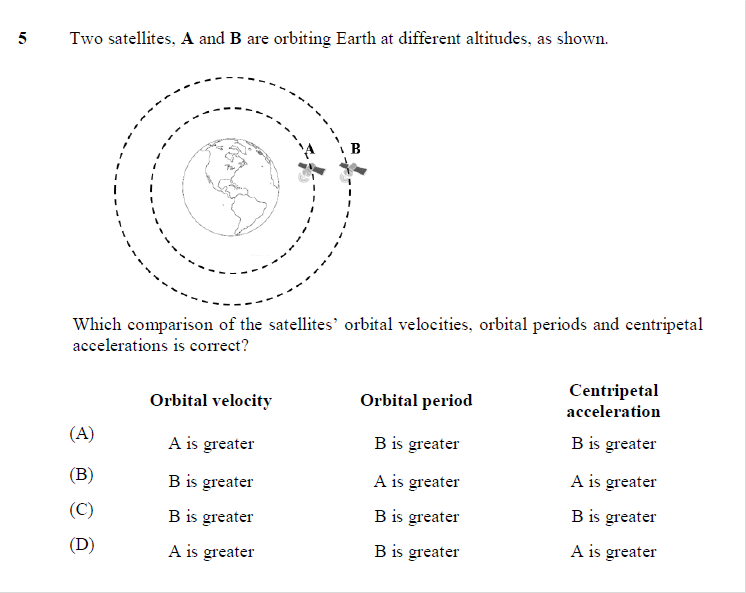 5 Two satellites, A and B are orbiting Earth at different altitudes, as shown.
A B
Which comparison of the satellites’ orbital velocities, orbital periods and centripetal
accelerations is correct?
Orbital velocity Orbital period Centripetal acceleration
(A) A is greater B is greater B is greater
(B) B is greater A is greater A is greater
(C) B is greater B is greater B is greater
(D) A is greater B is greater A is greater